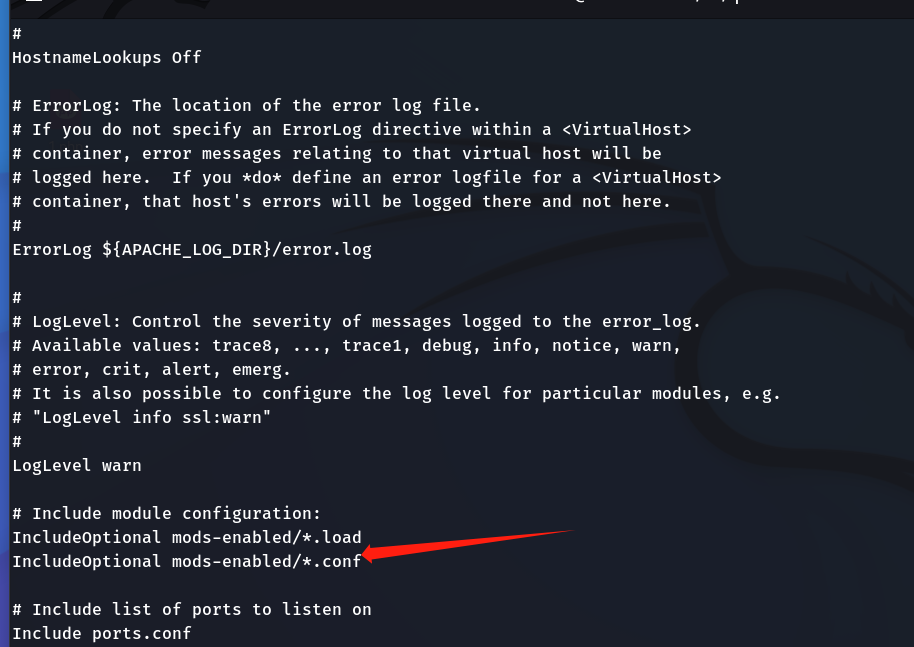 #
HostnameLookups Off
# ErrorLog: The location of the error log file.
# If you do not specify an ErrorLog directive within a <VirtualHost>
# container, error messages relating to that virtual host will be
# logged here.  If you *do* define an error logfile for a <VirtualHost>
# container, that host's errors will be logged there and not here.
#
ErrorLog ${APACHE_LOG_DIR}/error.log
#
# LogLevel: Control the severity of messages logged to the error_log.
# Available values: trace8, ..., trace1, debug, info, notice, warn,
# error, crit, alert, emerg.
# It is also possible to configure the log level for particular modules, e.g.
# "LogLevel info ssl:warn"
#
LogLevel warn
# Include module configuration:
IncludeOptional mods-enabled/*.load
IncludeOptional mods-enabled/*.conf
# Include list of ports to listen on
Include ports.conf